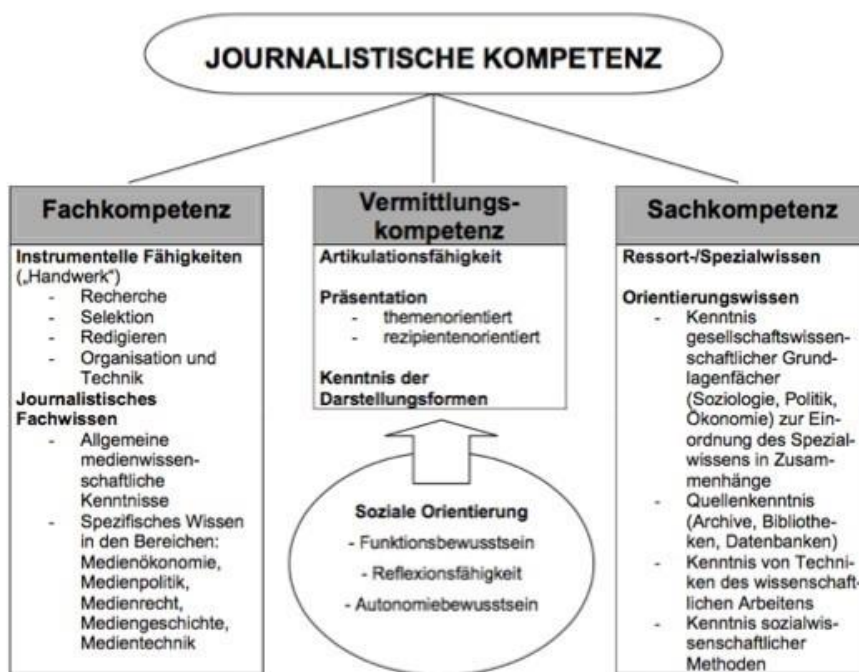 JOURNALISTISCHE KOMPETENZ
Fachkompetenz
Instrumentelle Fähigkeiten
(„Handwerk“)
- Recherche
- Selektion
- Redigieren
- Organisation und
Technik
Journalistisches
Fachwissen
- Allgemeine
medienwissen-
schaftliche
Kenntnisse
- Spezifisches Wissen
in den Bereichen:
Medienökonomie,
Medienpolitik,
Medienrecht,
Mediengeschichte,
Medientechnik
Vermittlungs-
kompetenz
Artikulationsfähigkeit
Präsentation
- themenorientiert
- rezipientenorientiert
Kenntnis der
Darstellungsformen
Soziale Orientierung
- Funktionsbewusstsein
- Reflexionsfähigkeit
- Autonomiebewusstsein
Sachkompetenz
Ressort-/Spezialwissen
Orientierungswissen
- Kenntnis
gesellschaftswissen-
schaftlicher Grund-
lagenfächer
(Soziologie, Politik,
Ökonomie) zur Ein-
ordnung des Spezial-
wissens in Zusam-
menhänge
- Quellenkenntnis
(Archive, Bibliothe-
ken, Datenbanken)
- Kenntnis von Techni-
ken des wissenschaft-
lichen Arbeitens
- Kenntnis sozialwis-
senschaftlicher
Methoden